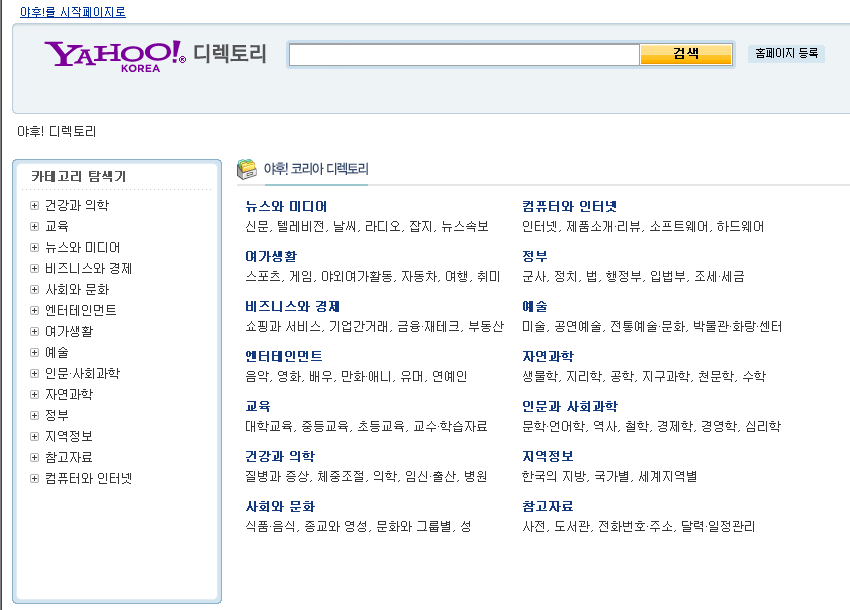 야후!를 시작페이지로
YAHOO!® KOREA 디렉토리 검색 홈페이지 등록
야후! 디렉토리
카테고리 탐색기
건강과 의학
교육
뉴스와 미디어
비즈니스와 경제
사회와 문화
엔터테인먼트
여가생활
예술
인문·사회과학
자연과학
정부
지역정보
참고자료
컴퓨터와 인터넷
야후! 코리아 디렉토리
뉴스와 미디어
신문, 텔레비전, 날씨, 라디오, 잡지, 뉴스속보
여가생활
스포츠, 게임, 야외여가활동, 자동차, 여행, 취미
비즈니스와 경제
쇼핑과 서비스, 기업간거래, 금융·재테크, 부동산
엔터테인먼트
음악, 영화, 배우, 만화·애니, 유머, 연예인
교육
대학교육, 중등교육, 초등교육, 교수·학습자료
건강과 의학
질병과 증상, 체중조절, 의학, 임신·출산, 병원
사회와 문화
식품·음식, 종교와 영성, 문화와 그룹별, 성
컴퓨터와 인터넷
인터넷, 제품소개·리뷰, 소프트웨어, 하드웨어
정부
군사, 정치, 법, 행정부, 입법부, 조세·세금
예술
미술, 공연예술, 전통예술·문화, 박물관·화랑·센터
자연과학
생물학, 지리학, 공학, 지구과학, 천문학, 수학
인문과 사회과학
문학·언어학, 역사, 철학, 경제학, 경영학, 심리학
지역정보
한국의 지방, 국가별, 세계지역별
참고자료
사전, 도서관, 전화번호·주소, 달력·일정관리